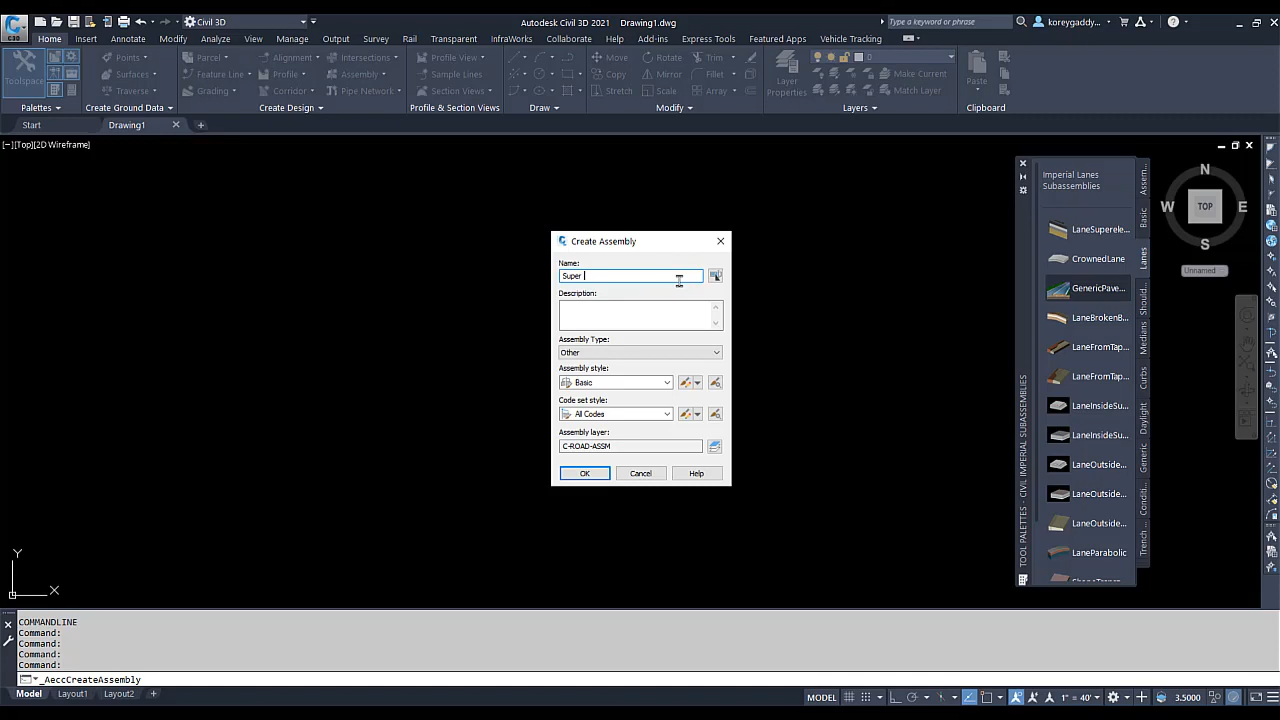 Civil 3D
Autodesk Civil 3D 2021 Drawing1.dwg
Type a keyword or phrase
koreygaddy...
C3D
Home Insert Annotate Modify Analyze View Manage Output Survey Rail Transparent InfraWorks Collaborate Help Add-ins Express Tools Featured Apps Vehicle Tracking
Toolspace
Points
Surfaces
Traverse
Parcel
Feature Line
Grading
Alignment
Profile
Corridor
Intersections
Assembly
Pipe Network
Profile View
Sample Lines
Section Views
Move
Copy
Stretch
Rotate
Mirror
Scale
Trim
Fillet
Array
Layer
Properties
0
Make Current
Match Layer
Paste
Palettes
Create Ground Data
Create Design
Profile & Section Views
Draw
Modify
Layers
Clipboard
Start
Drawing1
[−][Top][2D Wireframe]
Create Assembly
Name:
Super
Description:
Assembly Type:
Other
Assembly style:
Basic
Code set style:
All Codes
Assembly layer:
C-ROAD-ASSM
OK
Cancel
Help
Imperial Lanes
Subassemblies
LaneSuperele...
CrownedLane
GenericPave...
LaneBrokenB...
LaneFromTap...
LaneFromTap...
LaneInsideSu...
LaneInsideSu...
LaneOutside...
LaneOutside...
LaneOutside...
LaneParabolic
Assem...
Basic
Lanes
Should...
Medians
Curbs
Daylight
Generic
Conditi...
Trench ...
TOOL PALETTES - CIVIL IMPERIAL SUBASSEMBLIES
N
W
TOP
E
S
Unnamed
Y
X
COMMANDLINE
Command:
Command:
Command:
Command:
_AeccCreateAssembly
Model
Layout1
Layout2
MODEL
1" = 40'
3.5000